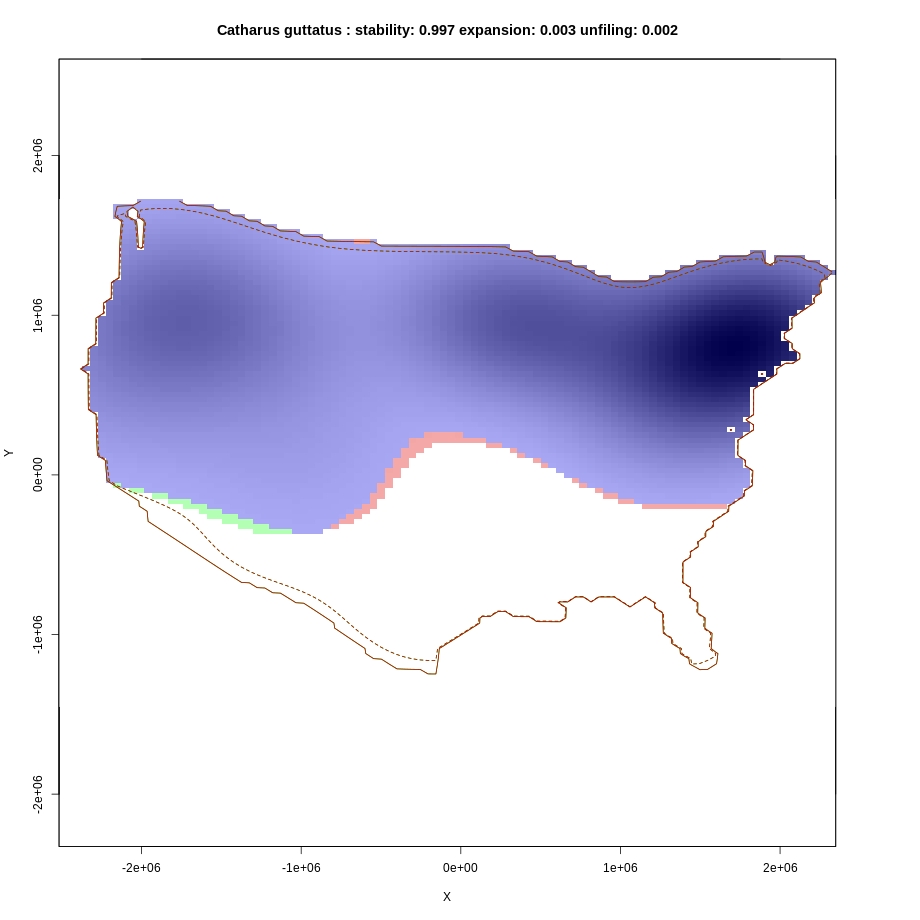 Catharus guttatus : stability: 0.997 expansion: 0.003 unfiling: 0.002
2e+06
1e+06
0e+00
-1e+06
-2e+06
Y
-2e+06 -1e+06 0e+00 1e+06 2e+06
X